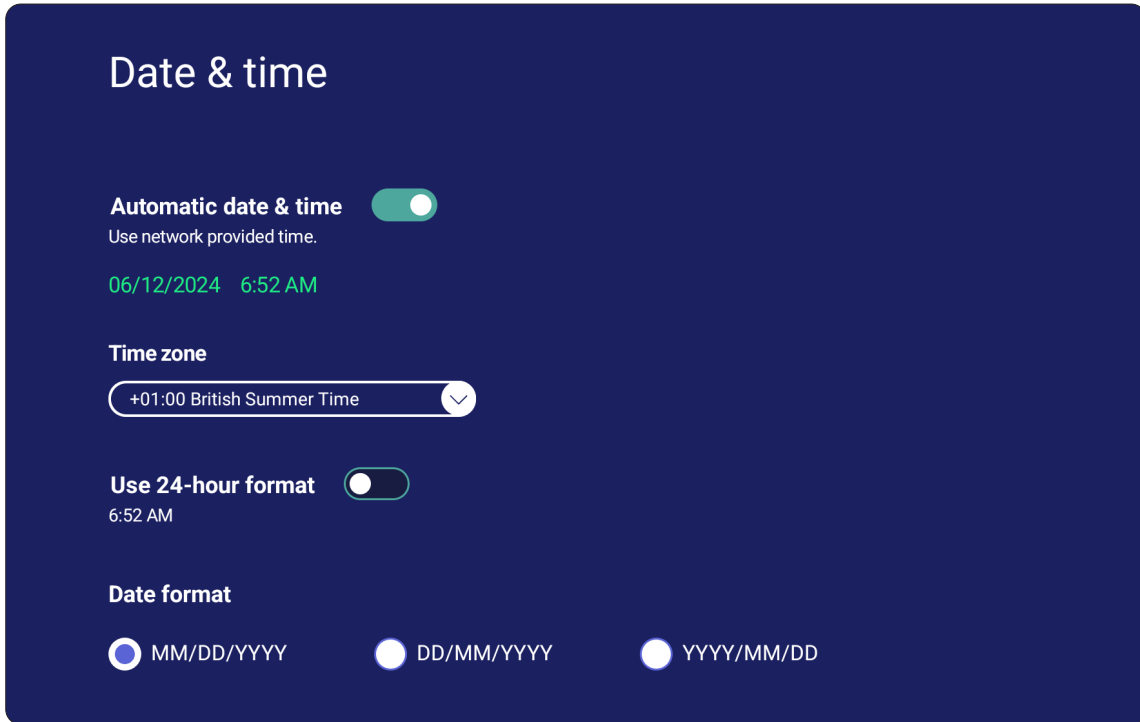 Date & time
Automatic date & time
Use network provided time.
06/12/2024 6:52 AM
Time zone
+01:00 British Summer Time
Use 24-hour format
6:52 AM
Date format
MM/DD/YYYY DD/MM/YYYY YYYY/MM/DD